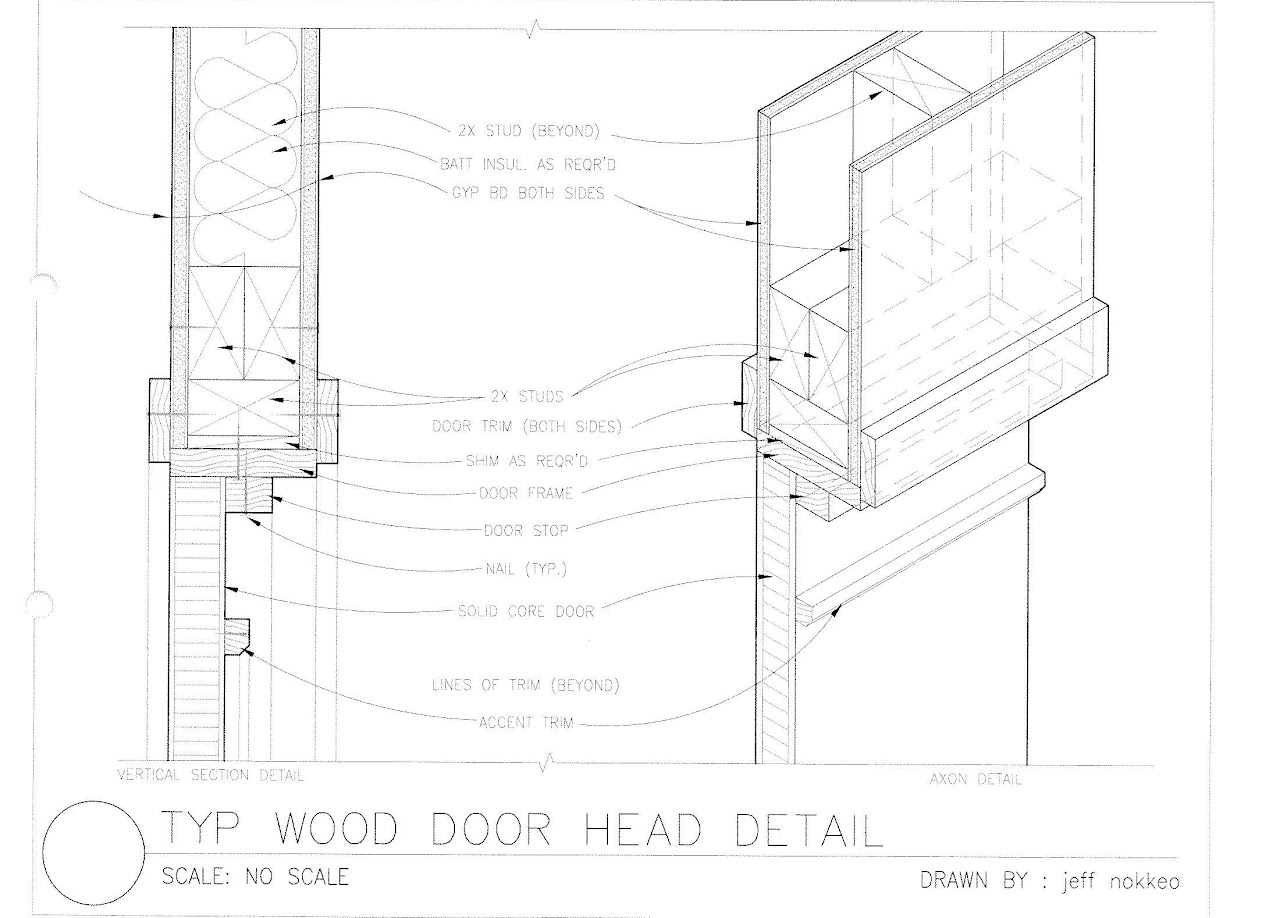 2X STUD (BEYOND)
BATT INSUL. AS REQR'D
GYP BD BOTH SIDES
2X STUDS
DOOR TRIM (BOTH SIDES)
SHIM AS REQR'D
DOOR FRAME
DOOR STOP
NAIL (TYP.)
SOLID CORE DOOR
LINES OF TRIM (BEYOND)
ACCENT TRIM
VERTICAL SECTION DETAIL
AXON DETAIL
TYP WOOD DOOR HEAD DETAIL
SCALE: NO SCALE
DRAWN BY : jeff nokkeo